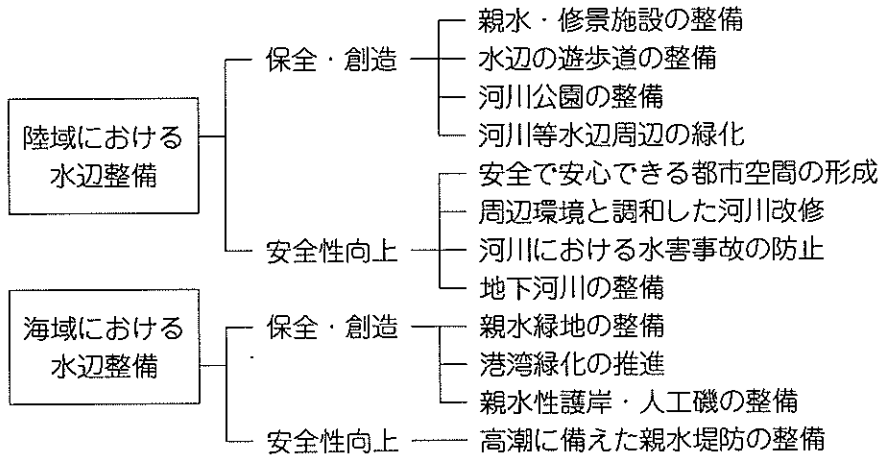 陸域における
水辺整備
保全・創造
親水・修景施設の整備
水辺の遊歩道の整備
河川公園の整備
河川等水辺周辺の緑化
安全性向上
安全で安心できる都市空間の形成
周辺環境と調和した河川改修
河川における水害事故の防止
地下河川の整備
海域における
水辺整備
保全・創造
親水緑地の整備
港湾緑化の推進
親水性護岸・人工磯の整備
安全性向上
高潮に備えた親水堤防の整備